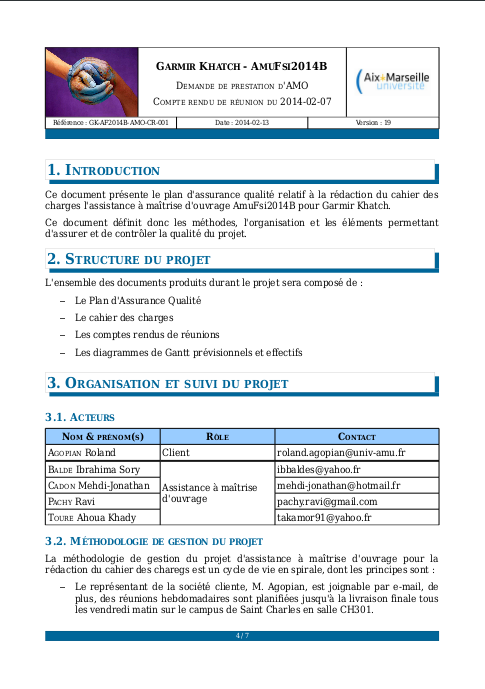 GARMIR KHATCH - AMUFSI2014B
DEMANDE DE PRESTATION D'AMO
COMPTE RENDU DE RÉUNION DU 2014-02-07
Aix*Marseille
université
Référence : GK-AF2014B-AMO-CR-001
Date : 2014-02-13
Version : 19
1. INTRODUCTION
Ce document présente le plan d'assurance qualité relatif à la rédaction du cahier des
charges l'assistance à maîtrise d'ouvrage AmuFsi2014B pour Garmir Khatch.
Ce document définit donc les méthodes, l'organisation et les éléments permettant
d'assurer et de contrôler la qualité du projet.
2. STRUCTURE DU PROJET
L'ensemble des documents produits durant le projet sera composé de :
– Le Plan d'Assurance Qualité
– Le cahier des charges
– Les comptes rendus de réunions
– Les diagrammes de Gantt prévisionnels et effectifs
3. ORGANISATION ET SUIVI DU PROJET
3.1. ACTEURS
NOM & PRÉNOM(S) RÔLE CONTACT
AGOPIAN Roland Client roland.agopian@univ-amu.fr
BALDE Ibrahima Sory ibbaldes@yahoo.fr
CADON Mehdi-Jonathan mehdi-jonathan@hotmail.fr
Assistance à maîtrise
d'ouvrage
PACHY Ravi pachy.ravi@gmail.com
TOURE Ahoua Khady takamor91@yahoo.fr
3.2. MÉTHODOLOGIE DE GESTION DU PROJET
La méthodologie de gestion du projet d'assistance à maîtrise d'ouvrage pour la
rédaction du cahier des charegs est un cycle de vie en spirale, dont les principes sont :
– Le représentant de la société cliente, M. Agopian, est joignable par e-mail, de
plus, des réunions hebdomadaires sont planifiées jusqu'à la livraison finale tous
les vendredi matin sur le campus de Saint Charles en salle CH301.
4 / 7